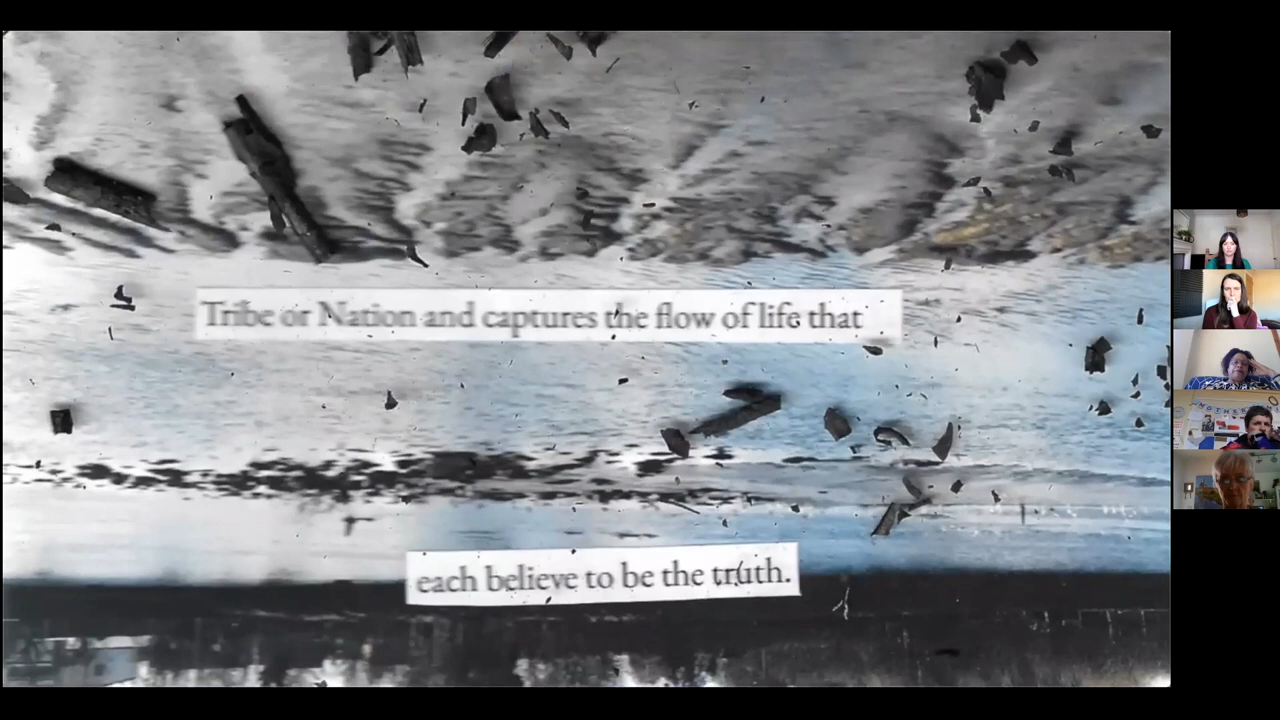 Tribe or Nation and captures the flow of life that
each believe to be the truth.